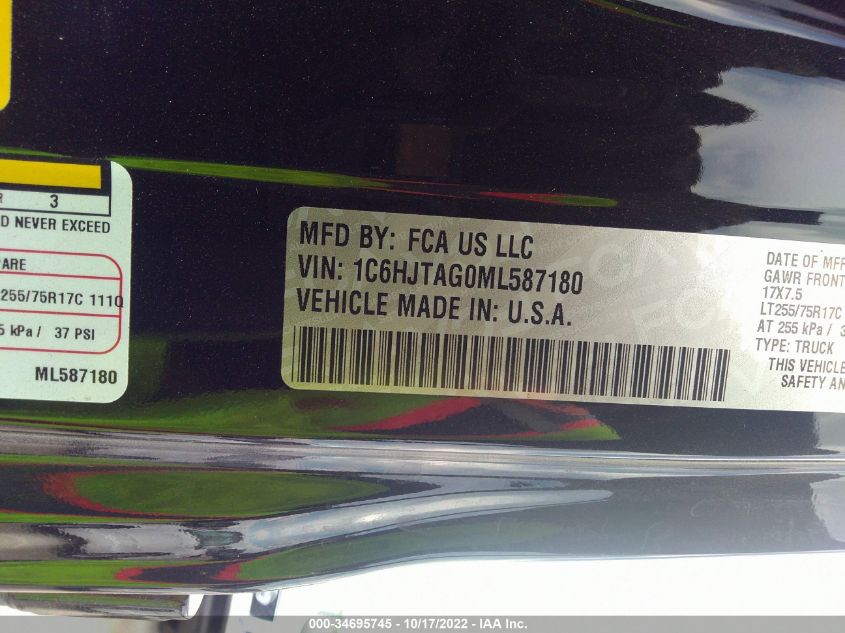 R 3
D NEVER EXCEED
ARE
255/75R17C 111Q
5 kPa / 37 PSI
ML587180
MFD BY: FCA US LLC
VIN: 1C6HJTAG0ML587180
VEHICLE MADE IN: U.S.A.
DATE OF MFR
GAWR FRONT
17X7.5
LT255/75R17C
AT 255 kPa / 3
TYPE: TRUCK
THIS VEHICLE
SAFETY AN
000-34695745 - 10/17/2022 - IAA Inc.